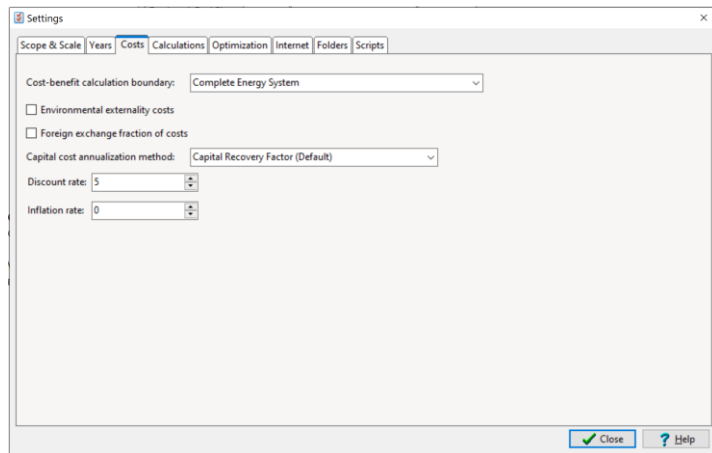 Settings
Scope & Scale Years Costs Calculations Optimization Internet Folders Scripts
Cost-benefit calculation boundary: Complete Energy System
Environmental externality costs
Foreign exchange fraction of costs
Capital cost annualization method: Capital Recovery Factor (Default)
Discount rate: 5
Inflation rate: 0
Close ? Help